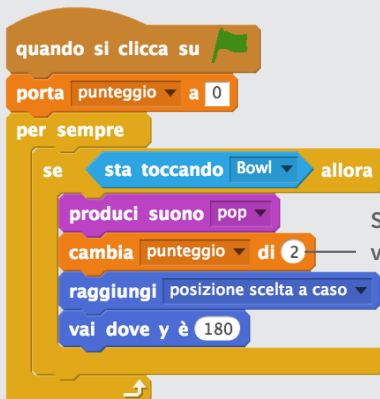 quando si clicca su
porta punteggio a 0
per sempre
se sta toccando Bowl allora
produci suono pop
cambia punteggio di 2
raggiungi posizione scelta a caso
vai dove y è 180